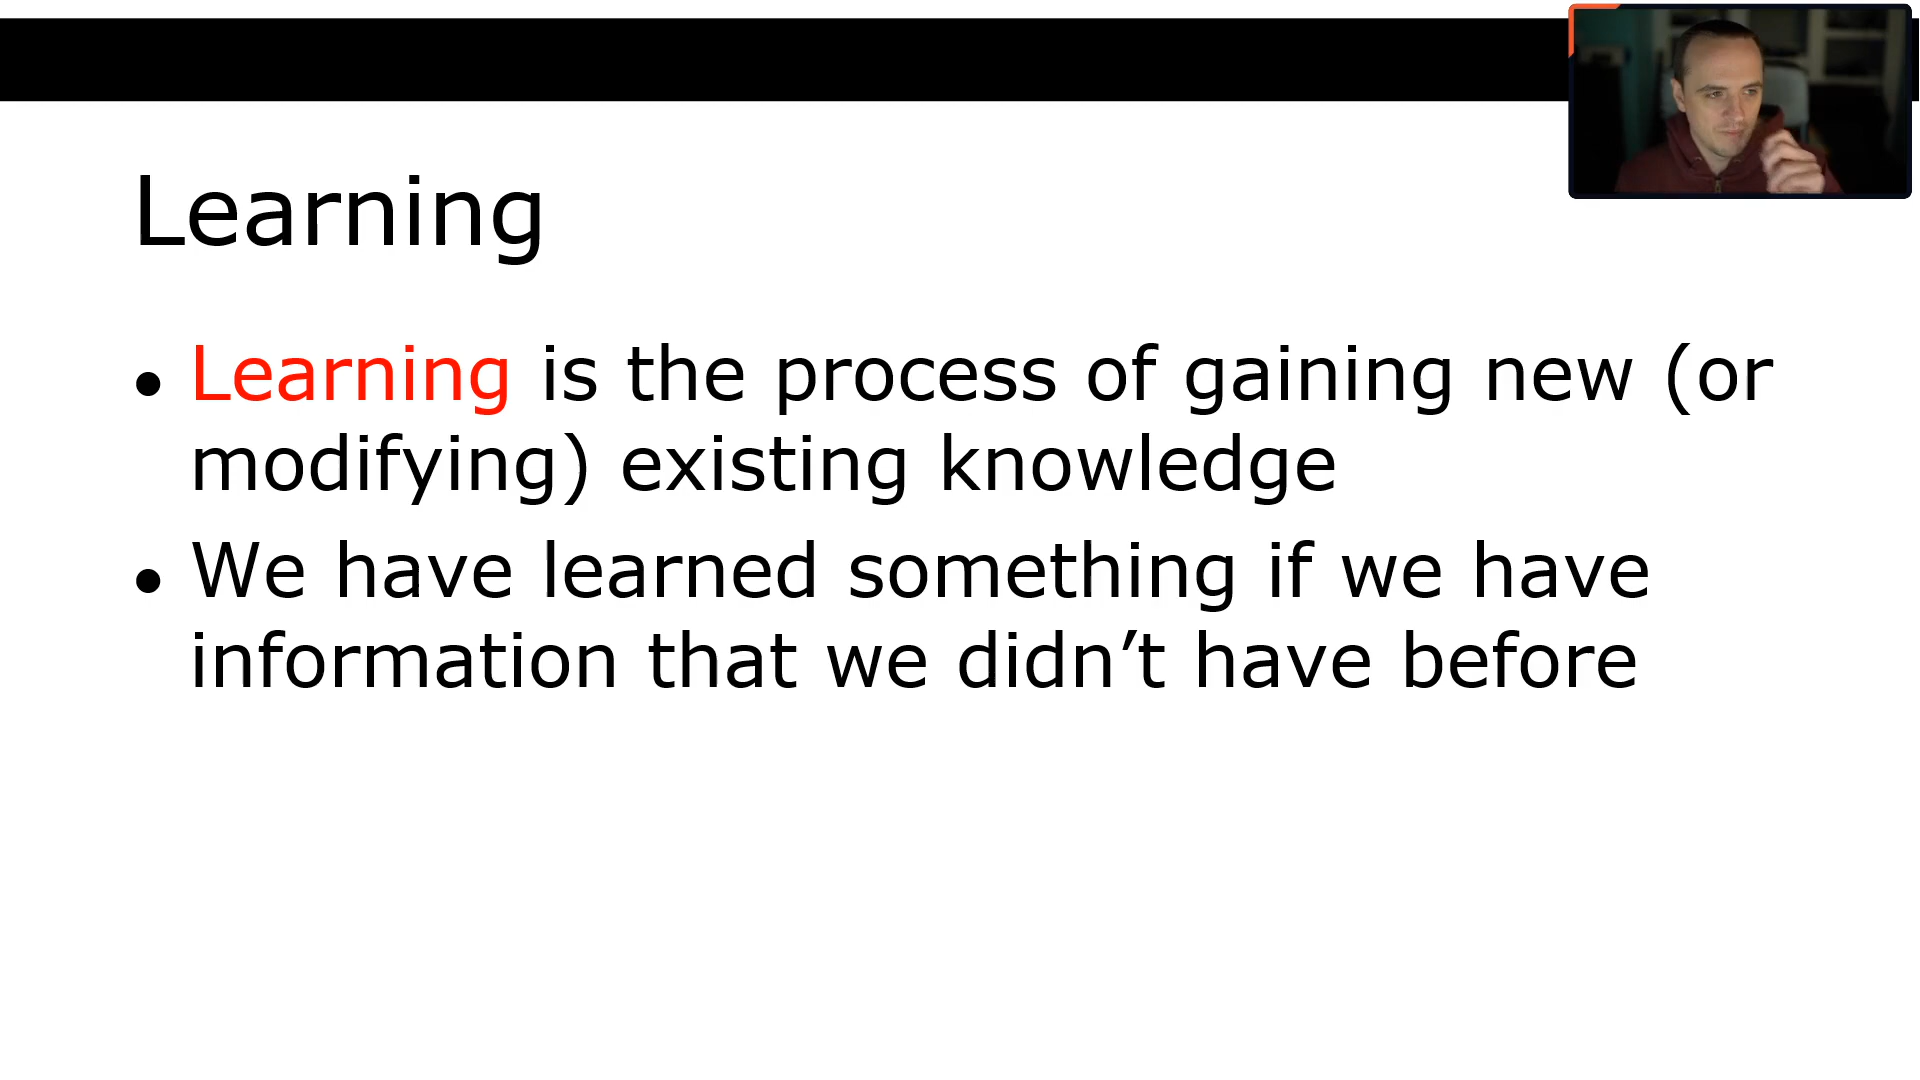 Learning
• Learning is the process of gaining new (or
modifying) existing knowledge
• We have learned something if we have
information that we didn’t have before